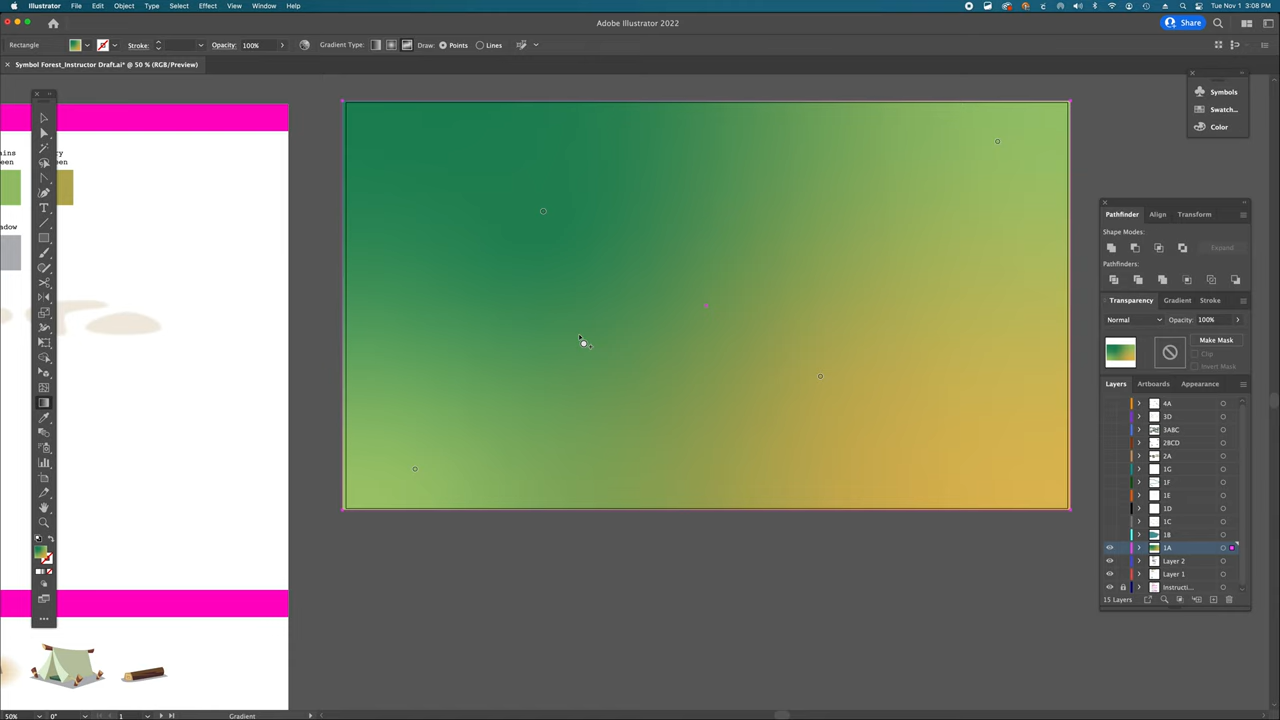 Illustrator File Edit Object Type Select Effect View Window Help
Tue Nov 1 3:08 PM
Adobe Illustrator 2022
Share
Rectangle Stroke: Opacity: 100% Gradient Type: Draw: Points Lines
Symbol Forest_Instructor Draft.ai* @ 50 % (RGB/Preview)
Symbols
Swatch...
Color
Pathfinder Align Transform
Shape Modes:
Expand
Pathfinders:
Transparency Gradient Stroke
Normal Opacity: 100%
Make Mask
Clip
Invert Mask
Layers Artboards Appearance
4A
3D
3ABC
2BCD
2A
1G
1F
1E
1D
1C
1B
1A
Layer 2
Layer 1
Instructi...
15 Layers
50% 0° 1 Gradient